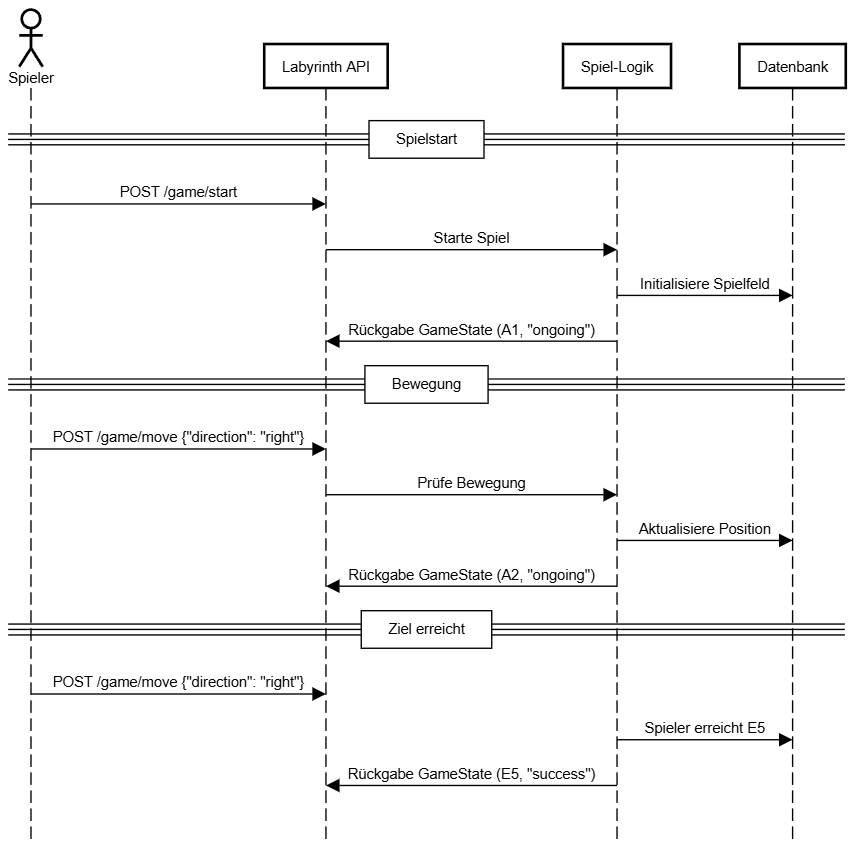 Spieler
Labyrinth API
Spiel-Logik
Datenbank
Spielstart
POST /game/start
Starte Spiel
Initialisiere Spielfeld
Rückgabe GameState (A1, "ongoing")
Bewegung
POST /game/move {"direction": "right"}
Prüfe Bewegung
Aktualisiere Position
Rückgabe GameState (A2, "ongoing")
Ziel erreicht
POST /game/move {"direction": "right"}
Spieler erreicht E5
Rückgabe GameState (E5, "success")